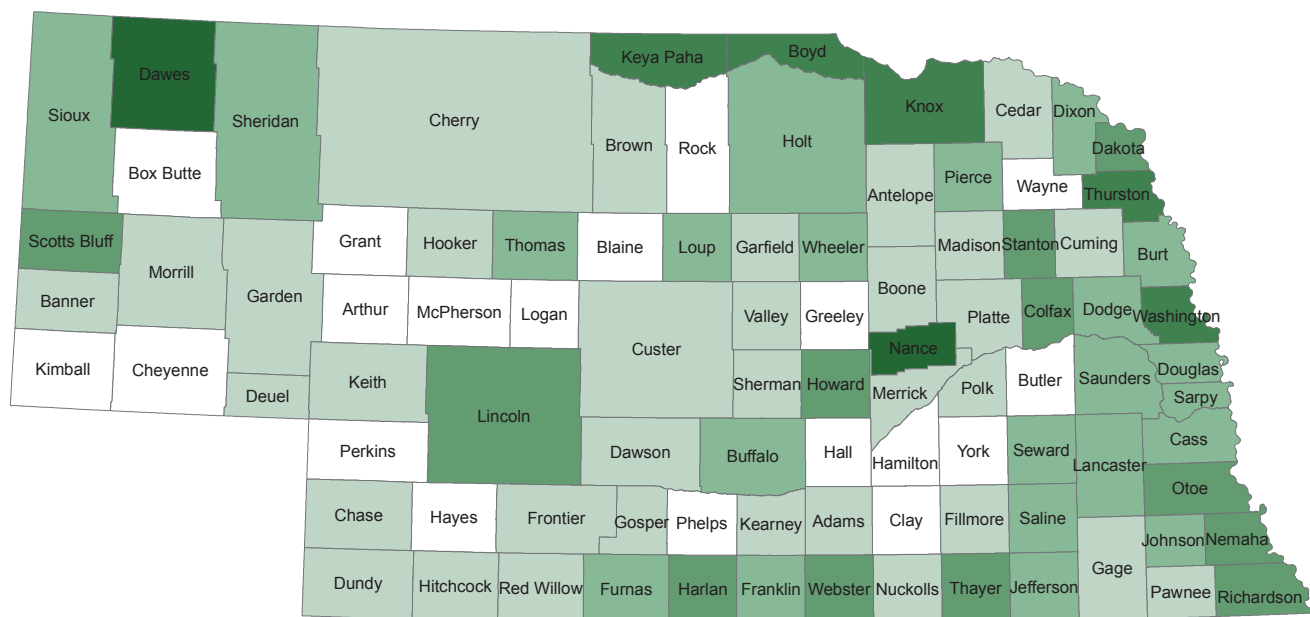 Keya Paha
Boyd
Dawes
Sioux
Sheridan
Cherry
Brown
Rock
Holt
Knox
Cedar
Dixon
Dakota
Box Butte
Antelope
Pierce
Wayne
Thurston
Scotts Bluff
Morrill
Grant
Hooker
Thomas
Blaine
Loup
Garfield
Wheeler
Madison
Stanton
Cuming
Burt
Banner
Garden
Arthur
McPherson
Logan
Custer
Valley
Greeley
Boone
Platte
Colfax
Dodge
Washington
Kimball
Cheyenne
Deuel
Keith
Lincoln
Sherman
Howard
Nance
Merrick
Polk
Butler
Saunders
Douglas
Sarpy
Perkins
Dawson
Buffalo
Hall
Hamilton
York
Seward
Lancaster
Cass
Otoe
Chase
Hayes
Frontier
Gosper
Phelps
Kearney
Adams
Clay
Fillmore
Saline
Johnson
Nemaha
Dundy
Hitchcock
Red Willow
Furnas
Harlan
Franklin
Webster
Nuckolls
Thayer
Jefferson
Gage
Pawnee
Richardson